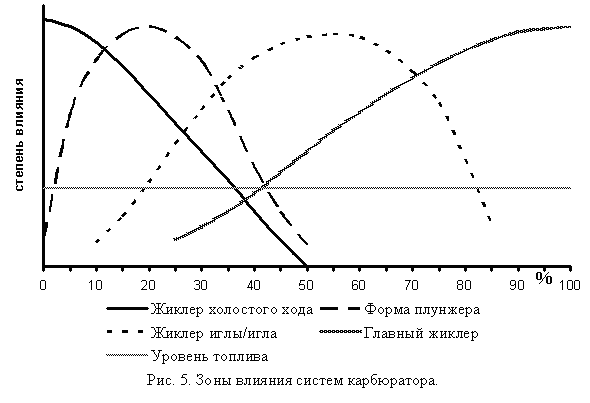 степень влияния
0 10 20 30 40 50 60 70 80 90 % 100
Жиклер холостого хода Форма плунжера
Жиклер иглы/игла Главный жиклер
Уровень топлива
Рис. 5. Зоны влияния систем карбюратора.